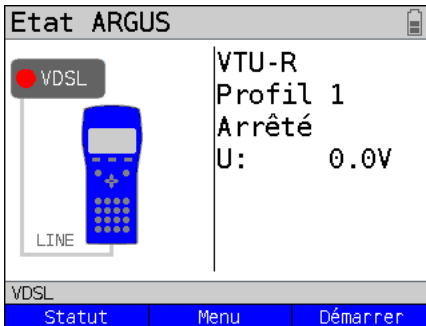 Etat ARGUS
VDSL
LINE
VTU-R
Profil 1
Arrêté
U: 0.0V
VDSL
Statut Menu Démarrer